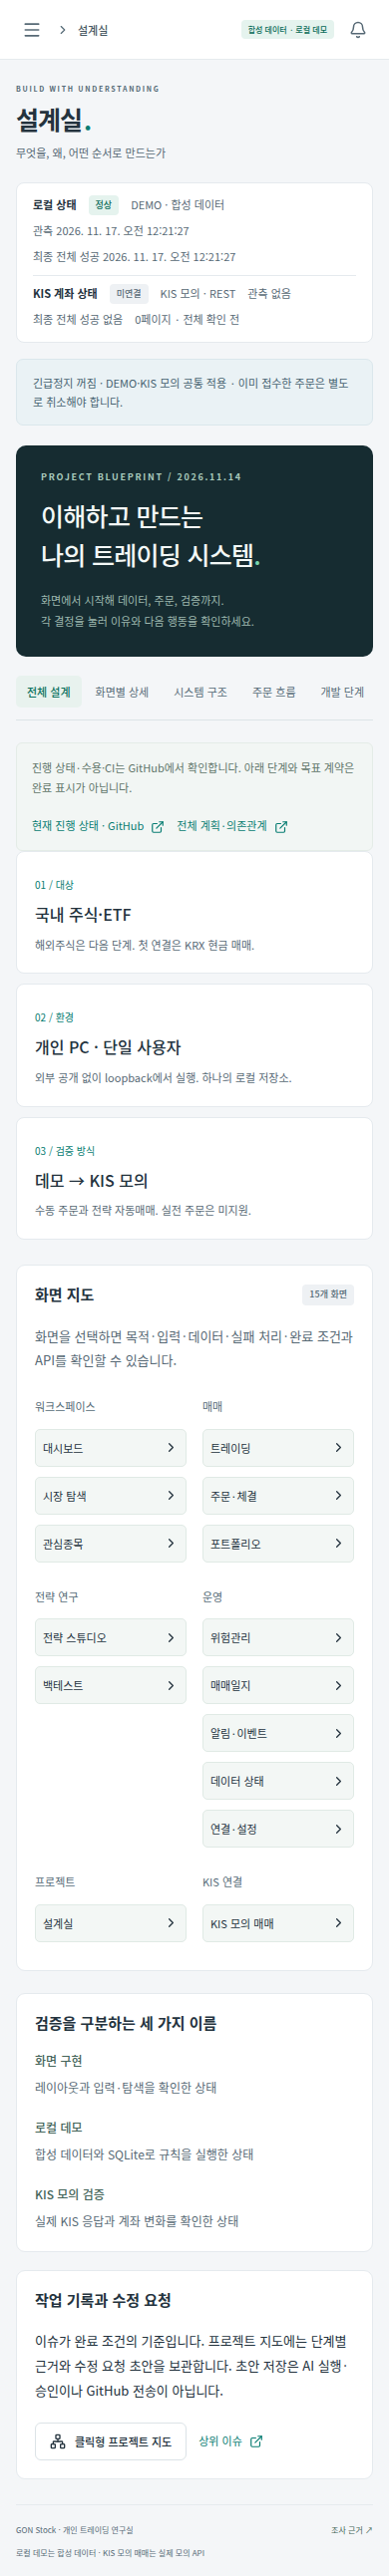 설계실
합성 데이터 · 로컬 데모
BUILD WITH UNDERSTANDING
설계실.
무엇을, 왜, 어떤 순서로 만드는가
로컬 상태 정상 DEMO · 합성 데이터
관측 2026. 11. 17. 오전 12:21:27
최종 전체 성공 2026. 11. 17. 오전 12:21:27
KIS 계좌 상태 미연결 KIS 모의 · REST 관측 없음
최종 전체 성공 없음 0페이지 · 전체 확인 전
긴급정지 꺼짐 · DEMO·KIS 모의 공통 적용 · 이미 접수한 주문은 별도
로 취소해야 합니다.
PROJECT BLUEPRINT / 2026.11.14
이해하고 만드는
나의 트레이딩 시스템.
화면에서 시작해 데이터, 주문, 검증까지.
각 결정을 눌러 이유와 다음 행동을 확인하세요.
전체 설계 화면별 상세 시스템 구조 주문 흐름 개발 단계
진행 상태·수용·CI는 GitHub에서 확인합니다. 아래 단계와 목표 계약은
완료 표시가 아닙니다.
현재 진행 상태 · GitHub 전체 계획·의존관계
01 / 대상
국내 주식·ETF
해외주식은 다음 단계. 첫 연결은 KRX 현금 매매.
02 / 환경
개인 PC · 단일 사용자
외부 공개 없이 loopback에서 실행. 하나의 로컬 저장소.
03 / 검증 방식
데모 → KIS 모의
수동 주문과 전략 자동매매. 실전 주문은 미지원.
화면 지도 15개 화면
화면을 선택하면 목적·입력·데이터·실패 처리·완료 조건과
API를 확인할 수 있습니다.
워크스페이스
대시보드
시장 탐색
관심종목
매매
트레이딩
주문·체결
포트폴리오
전략 연구
전략 스튜디오
백테스트
운영
위험관리
매매일지
알림·이벤트
데이터 상태
연결·설정
프로젝트
설계실
KIS 연결
KIS 모의 매매
검증을 구분하는 세 가지 이름
화면 구현
레이아웃과 입력·탐색을 확인한 상태
로컬 데모
합성 데이터와 SQLite로 규칙을 실행한 상태
KIS 모의 검증
실제 KIS 응답과 계좌 변화를 확인한 상태
작업 기록과 수정 요청
이슈가 완료 조건의 기준입니다. 프로젝트 지도에는 단계별
근거와 수정 요청 초안을 보관합니다. 초안 저장은 AI 실행·
승인이나 GitHub 전송이 아닙니다.
클릭형 프로젝트 지도 상위 이슈
GON Stock · 개인 트레이딩 연구실 조사 근거 ↗
로컬 데모는 합성 데이터 · KIS 모의 매매는 실제 모의 API